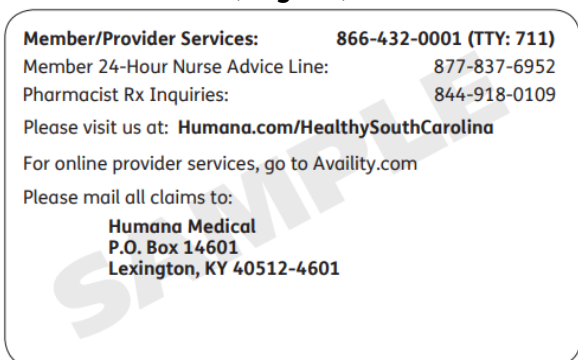 Member/Provider Services: 866-432-0001 (TTY: 711)
Member 24-Hour Nurse Advice Line: 877-837-6952
Pharmacist Rx Inquiries: 844-918-0109
Please visit us at: Humana.com/HealthySouthCarolina
For online provider services, go to Availity.com
Please mail all claims to:
Humana Medical
P.O. Box 14601
Lexington, KY 40512-4601
SAMPLE